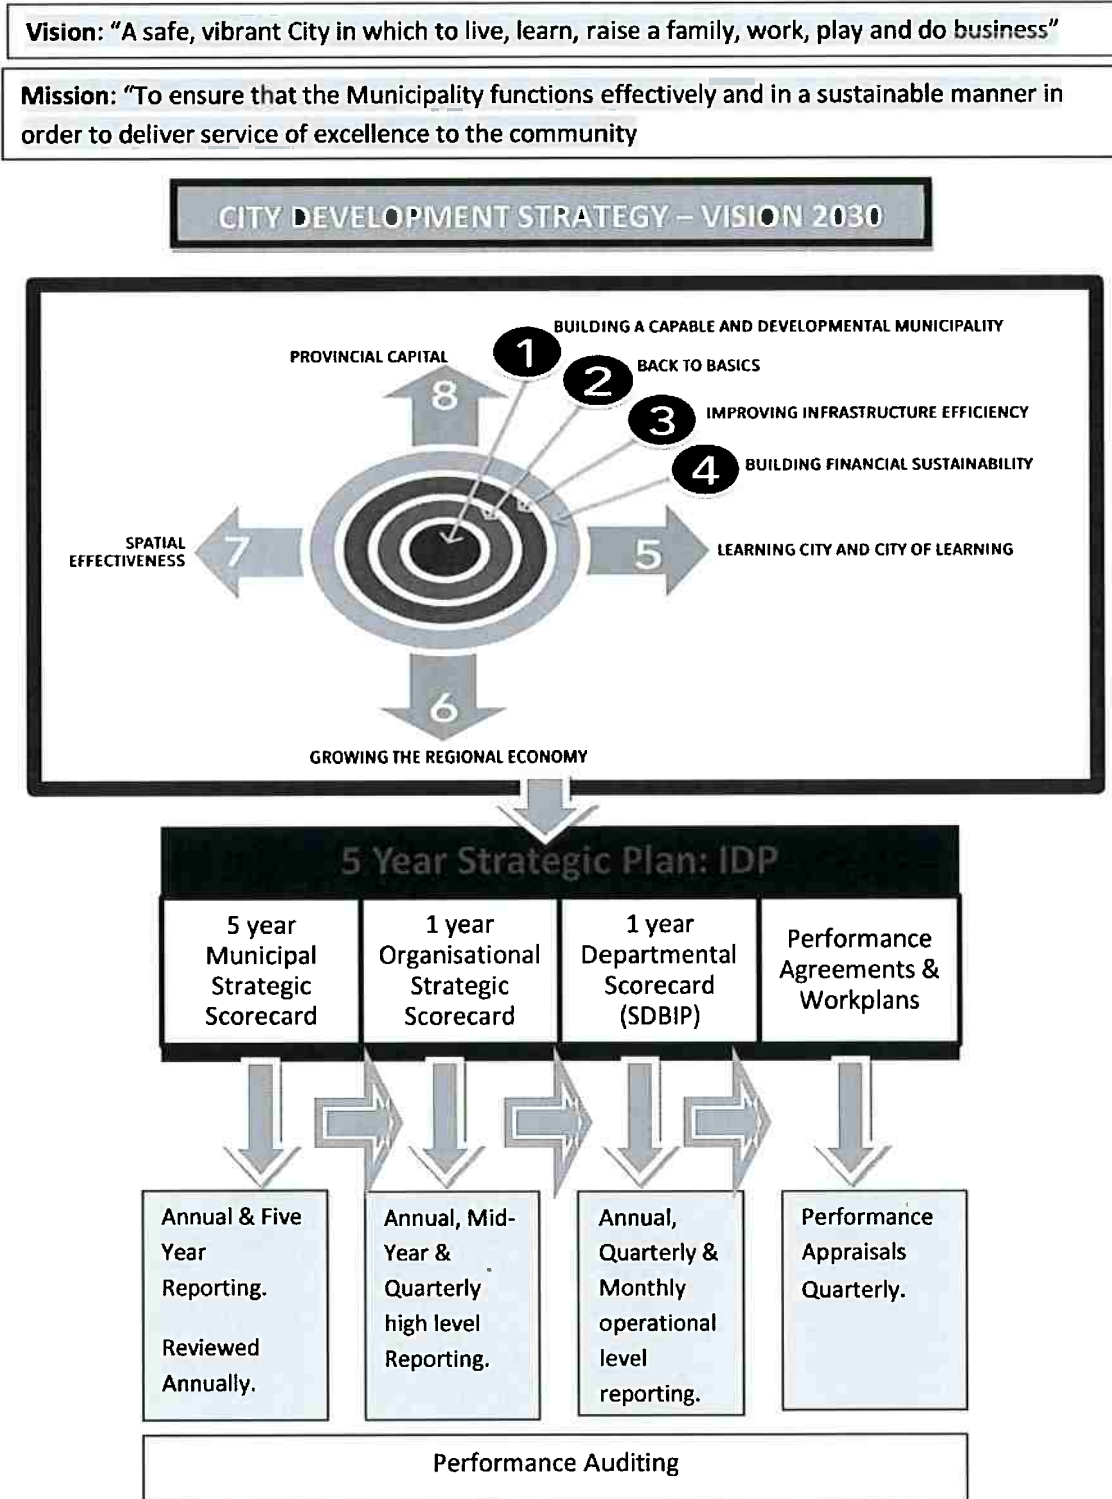 Vision: “A safe, vibrant City in which to live, learn, raise a family, work, play and do business”
Mission: “To ensure that the Municipality functions effectively and in a sustainable manner in
order to deliver service of excellence to the community
CITY DEVELOPMENT STRATEGY – VISION 2030
1 BUILDING A CAPABLE AND DEVELOPMENTAL MUNICIPALITY
2 BACK TO BASICS
3 IMPROVING INFRASTRUCTURE EFFICIENCY
4 BUILDING FINANCIAL SUSTAINABILITY
5 LEARNING CITY AND CITY OF LEARNING
6
GROWING THE REGIONAL ECONOMY
SPATIAL
EFFECTIVENESS
7
PROVINCIAL CAPITAL
8
5 Year Strategic Plan: IDP
5 year
Municipal
Strategic
Scorecard
1 year
Organisational
Strategic
Scorecard
1 year
Departmental
Scorecard
(SDBIP)
Performance
Agreements &
Workplans
Annual & Five
Year
Reporting.
Reviewed
Annually.
Annual, Mid-
Year &
Quarterly
high level
Reporting.
Annual,
Quarterly &
Monthly
operational
level
reporting.
Performance
Appraisals
Quarterly.
Performance Auditing